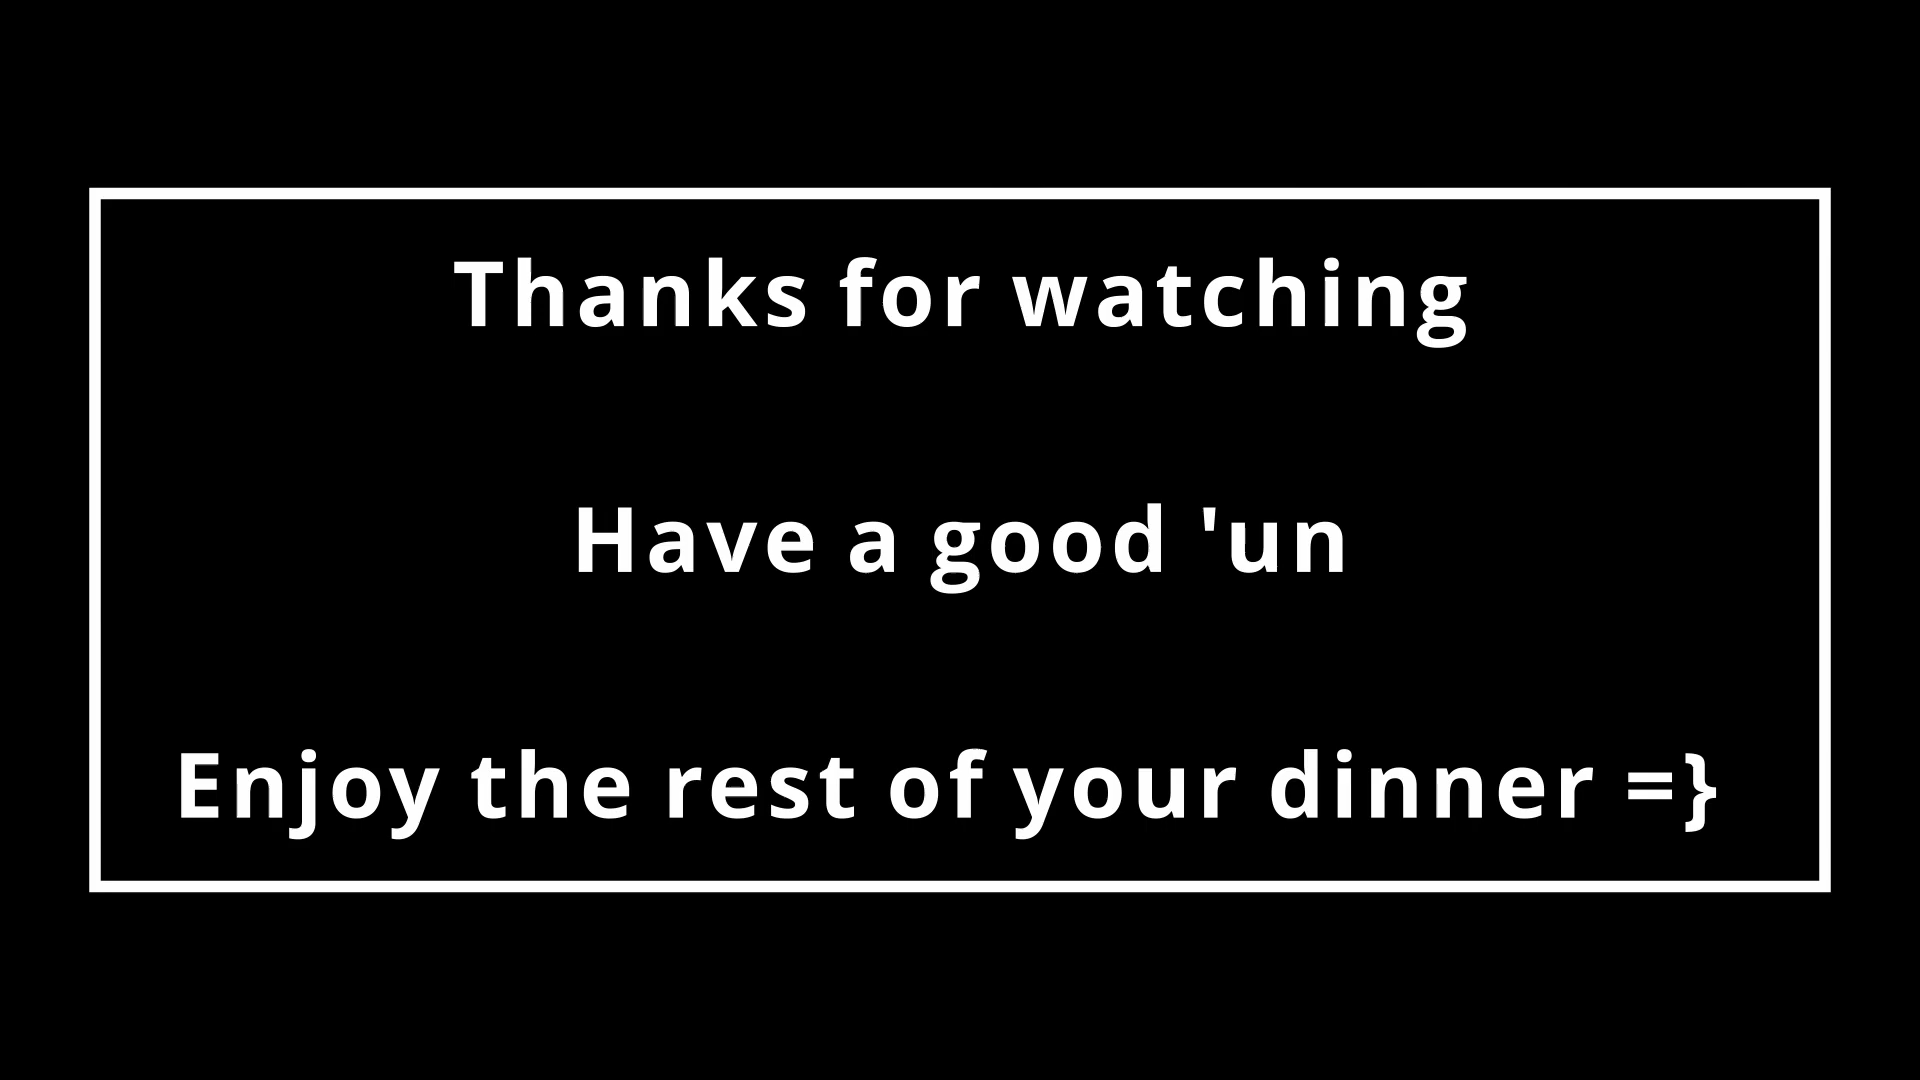 Thanks for watching
Have a good 'un
Enjoy the rest of your dinner =}